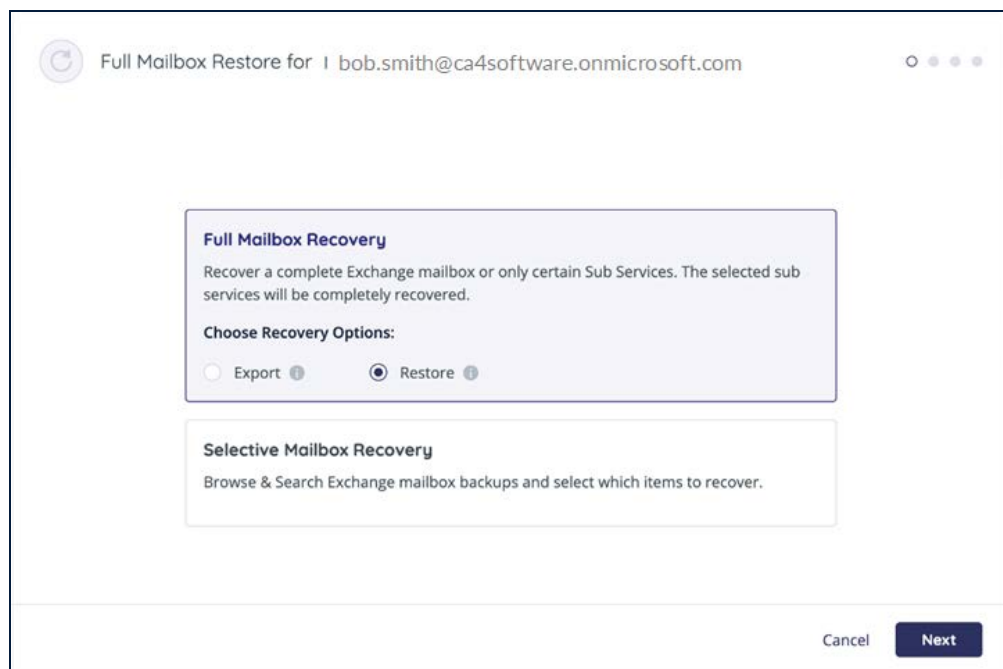 Full Mailbox Restore for | bob.smith@ca4software.onmicrosoft.com
Full Mailbox Recovery
Recover a complete Exchange mailbox or only certain Sub Services. The selected sub
services will be completely recovered.
Choose Recovery Options:
Export
Restore
Selective Mailbox Recovery
Browse & Search Exchange mailbox backups and select which items to recover.
Cancel
Next